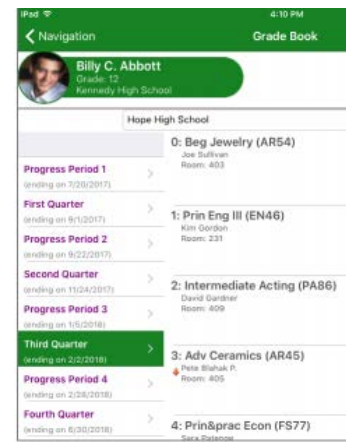 iPad
4:10 PM
Navigation
Grade Book
Billy C. Abbott
Grade: 12
Kennedy High School
Hope High School
Progress Period 1
(ending on 7/20/2017)
First Quarter
(ending on 9/1/2017)
Progress Period 2
(ending on 9/22/2017)
Second Quarter
(ending on 11/24/2017)
Progress Period 3
(ending on 1/5/2018)
Third Quarter
(ending on 2/2/2018)
Progress Period 4
(ending on 2/28/2018)
Fourth Quarter
(ending on 6/30/2018)
0: Beg Jewelry (AR54)
Joe Sullivan
Room: 403
1: Prin Eng III (EN46)
Kim Gordon
Room: 231
2: Intermediate Acting (PA86)
David Gardner
Room: 409
3: Adv Ceramics (AR45)
Pete Blahak P.
Room: 405
4: Prin&prac Econ (FS77)
Sara